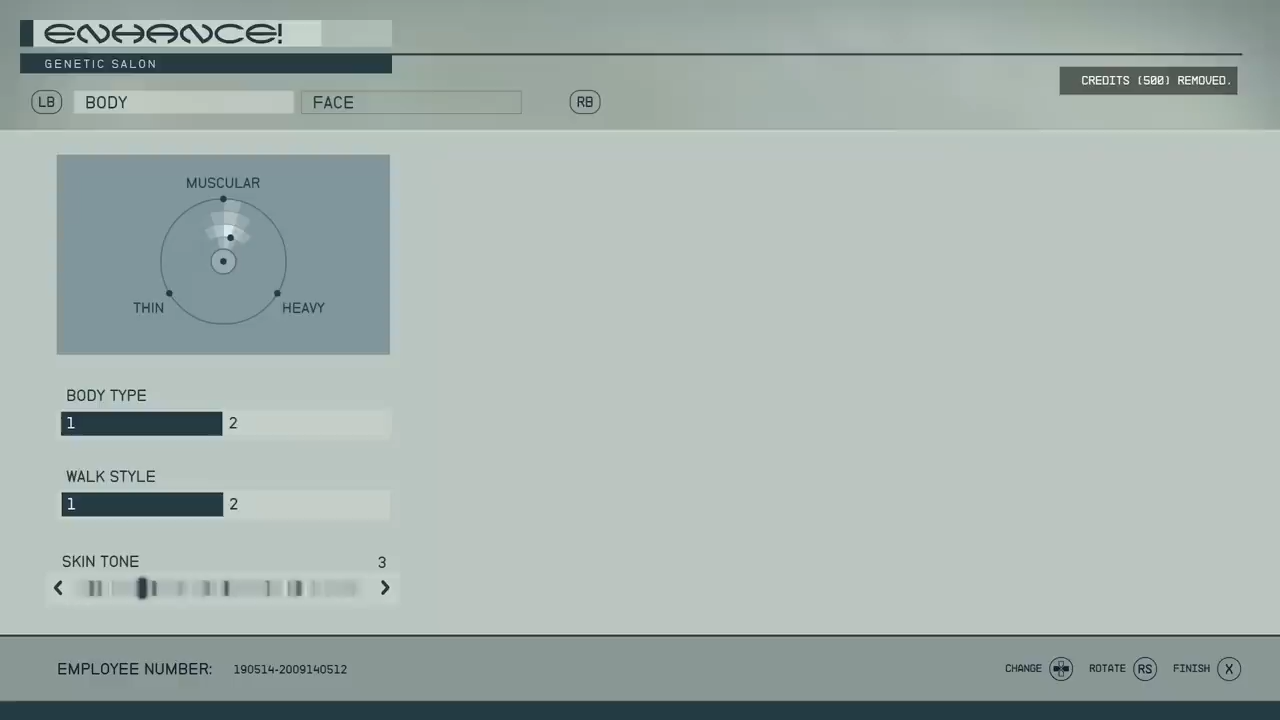 ENHANCE!
GENETIC SALON
CREDITS (500) REMOVED.
LB BODY FACE RB
MUSCULAR
THIN HEAVY
BODY TYPE
1 2
WALK STYLE
1 2
SKIN TONE 3
EMPLOYEE NUMBER: 190514-2009140512
CHANGE ROTATE RS FINISH X